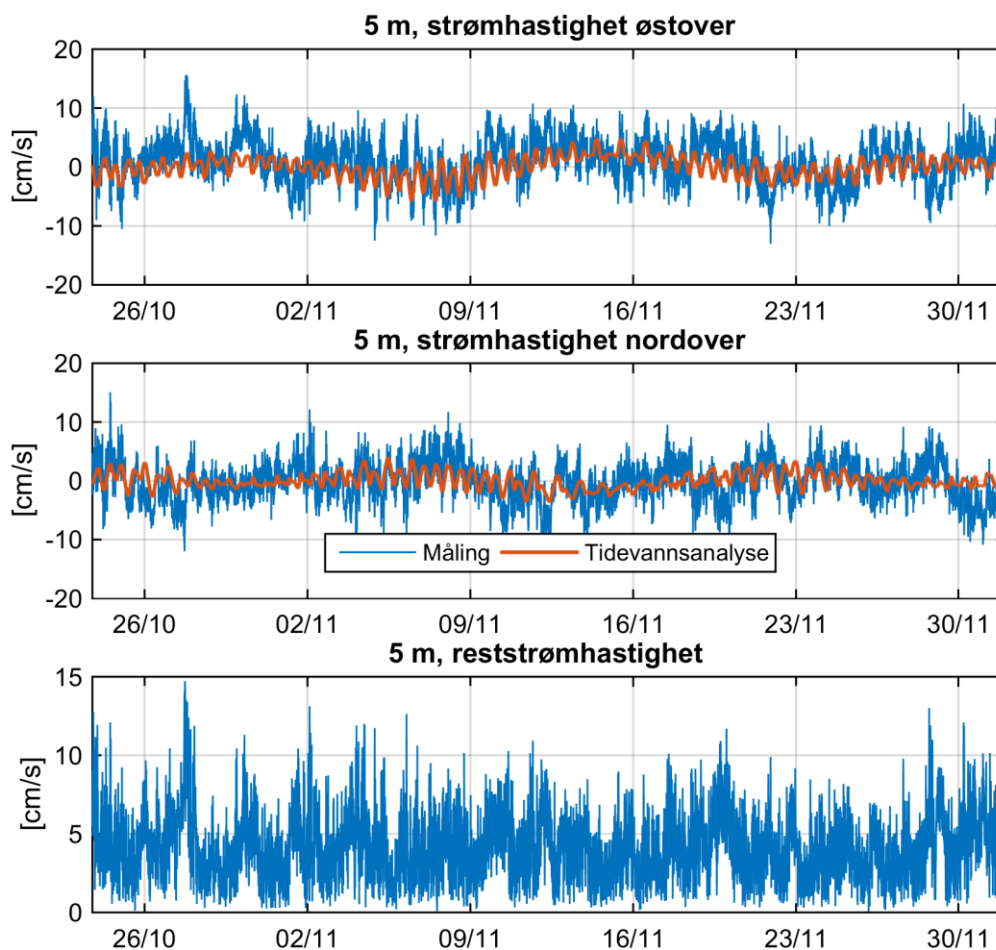 5 m, strømhastighet østover
20
10
0
-10
-20
[cm/s]
26/10 02/11 09/11 16/11 23/11 30/11
5 m, strømhastighet nordover
20
10
0
-10
-20
[cm/s]
Måling Tidevannsanalyse
26/10 02/11 09/11 16/11 23/11 30/11
5 m, reststrømhastighet
15
10
5
0
[cm/s]
26/10 02/11 09/11 16/11 23/11 30/11